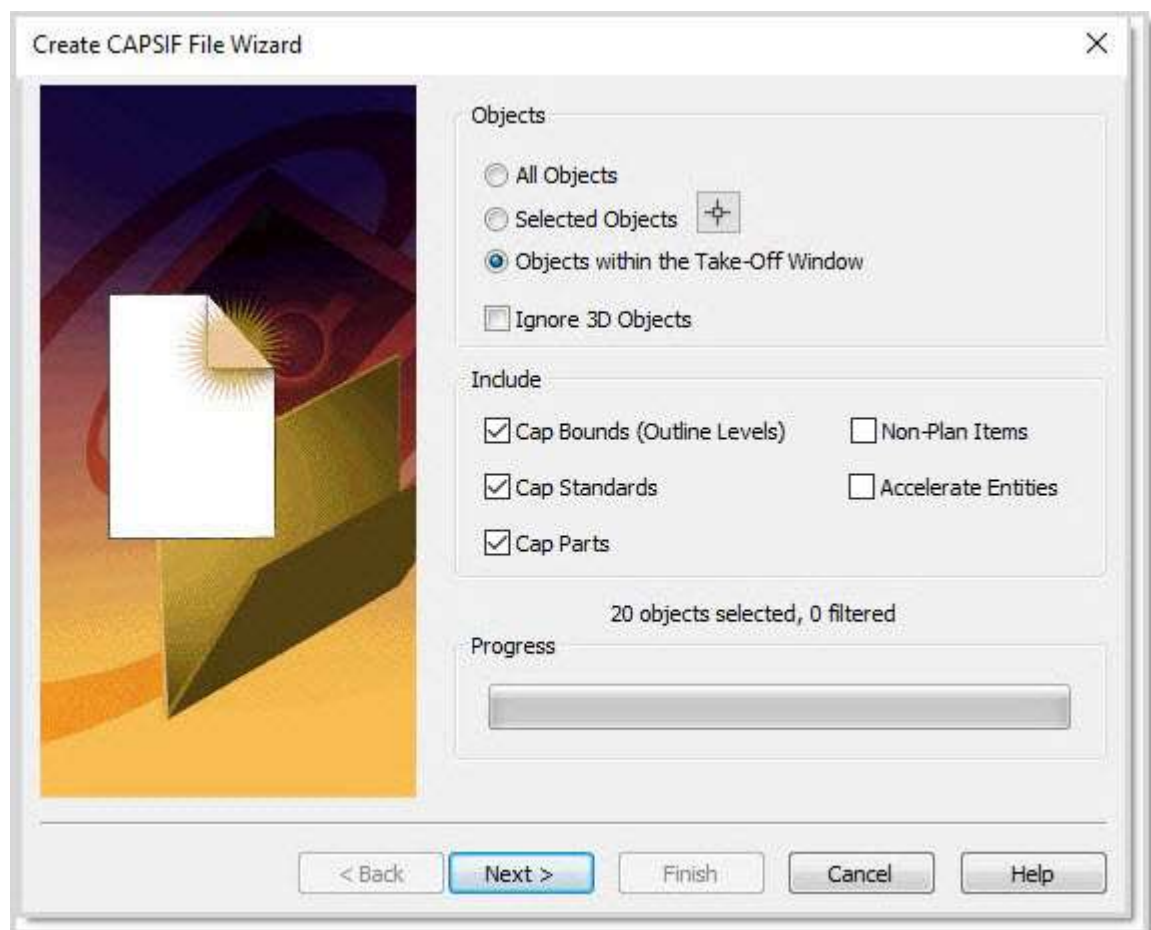 Create CAPSIF File Wizard
Objects
All Objects
Selected Objects
Objects within the Take-Off Window
Ignore 3D Objects
Include
Cap Bounds (Outline Levels)
Non-Plan Items
Cap Standards
Accelerate Entities
Cap Parts
20 objects selected, 0 filtered
Progress
< Back
Next >
Finish
Cancel
Help